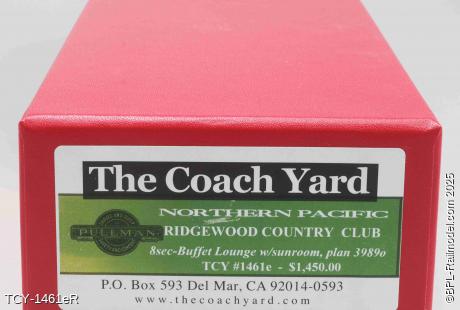 The Coach Yard
NORTHERN PACIFIC
PULLMAN
RIDGEWOOD COUNTRY CLUB
8sec-Buffet Lounge w/sunroom, plan 3989o
TCY #1461e - $1,450.00
P.O. Box 593 Del Mar, CA 92014-0593
www.thecoachyard.com
TCY-1461eR
©BPL-Railmodel.com 2025